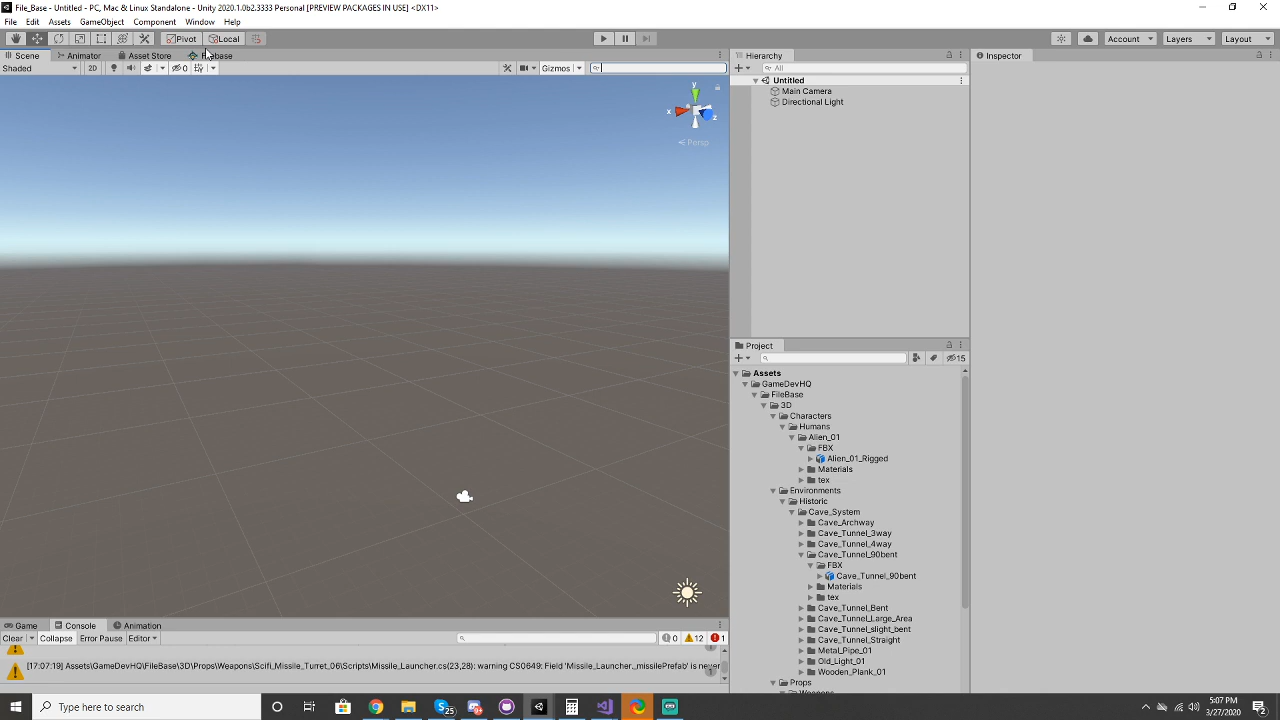 File_Base - Untitled - PC, Mac & Linux Standalone - Unity 2020.1.0b2.3333 Personal [PREVIEW PACKAGES IN USE] <DX11>
File Edit Assets GameObject Component Window Help
Pivot Local Account Layers Layout
Scene Animator Asset Store
Shaded 2D 0 Gizmos
y
x
z
Persp
Hierarchy
All
Untitled
Main Camera
Directional Light
Inspector
Project
15
Assets
GameDevHQ
FileBase
3D
Characters
Humans
Alien_01
FBX
Alien_01_Rigged
Materials
tex
Environments
Historic
Cave_System
Cave_Archway
Cave_Tunnel_3way
Cave_Tunnel_4way
Cave_Tunnel_90bent
FBX
Cave_Tunnel_90bent
Materials
tex
Cave_Tunnel_Bent
Cave_Tunnel_Large_Area
Cave_Tunnel_slight_bent
Cave_Tunnel_Straight
Metal_Pipe_01
Old_Light_01
Wooden_Plank_01
Props
Weapons
Game Console Animation
Clear Collapse Error Pause Editor 0 12 1
[17:07:19] Assets\GameDevHQ\FileBase\3D\Props\Weapons\Scifi_Missile_Turret_06\Scripts\Missile_Launcher.cs(23,28): warning CS0649: Field 'Missile_Launcher._missilePrefab' is never
1
Type here to search
25
5:07 PM
3/27/2020